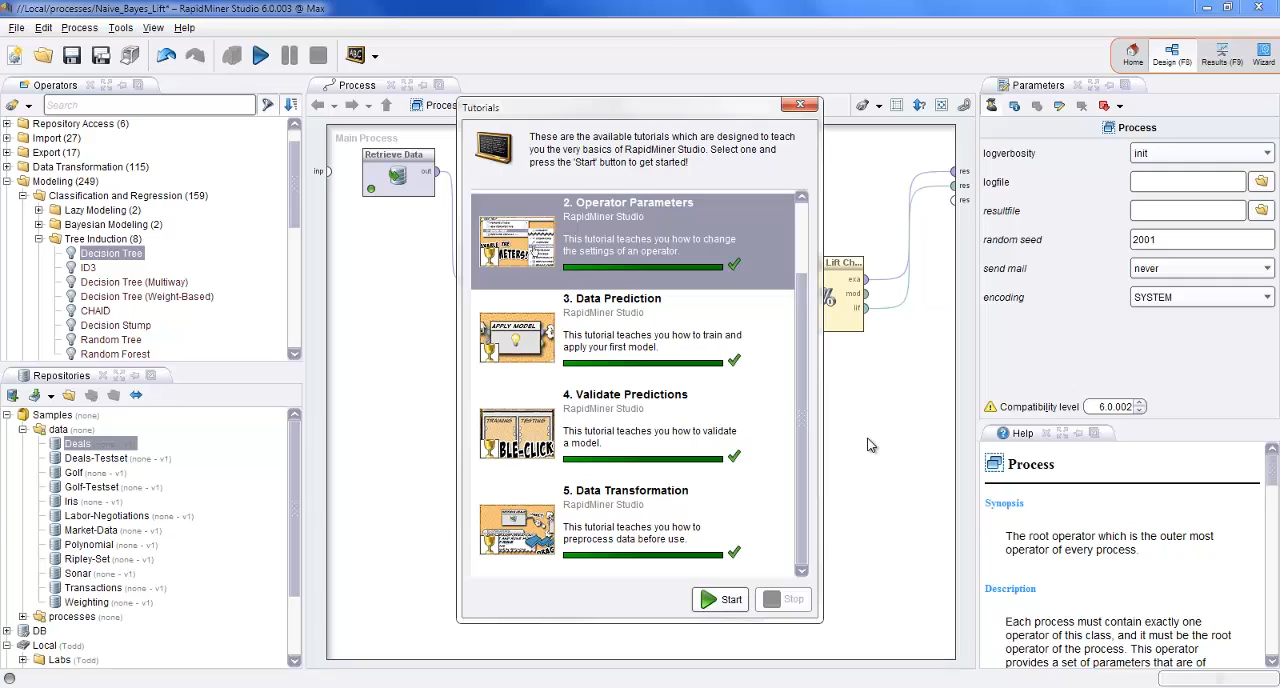 //Local/processes/Naive_Bayes_Lift* – RapidMiner Studio 6.0.003 @ Max
File Edit Process Tools View Help
Home Design (F8) Results (F9) Wizard
Operators
Search
Repository Access (6)
Import (27)
Export (17)
Data Transformation (115)
Modeling (249)
Classification and Regression (159)
Lazy Modeling (2)
Bayesian Modeling (2)
Tree Induction (8)
Decision Tree
ID3
Decision Tree (Multiway)
Decision Tree (Weight-Based)
CHAID
Decision Stump
Random Tree
Random Forest
Repositories
Samples (none)
data (none)
Deals (none - v1)
Deals-Testset (none - v1)
Golf (none - v1)
Golf-Testset (none - v1)
Iris (none - v1)
Labor-Negotiations (none - v1)
Market-Data (none - v1)
Polynomial (none - v1)
Ripley-Set (none - v1)
Sonar (none - v1)
Transactions (none - v1)
Weighting (none - v1)
processes (none)
DB
Local (Todd)
Labs (Todd)
Process
Main Process
Retrieve Data
inp
out
Lift Ch...
exa
mod
lif
res
res
res
Tutorials
These are the available tutorials which are designed to teach
you the very basics of RapidMiner Studio. Select one and
press the 'Start' button to get started!
2. Operator Parameters
RapidMiner Studio
This tutorial teaches you how to change
the settings of an operator.
3. Data Prediction
RapidMiner Studio
This tutorial teaches you how to train and
apply your first model.
APPLY MODEL
4. Validate Predictions
RapidMiner Studio
This tutorial teaches you how to validate
a model.
TRAINING TESTING
BLE-CLICK
5. Data Transformation
RapidMiner Studio
This tutorial teaches you how to
preprocess data before use.
Start Stop
Parameters
Process
logverbosity init
logfile
resultfile
random seed 2001
send mail never
encoding SYSTEM
Compatibility level 6.0.002
Help
Process
Synopsis
The root operator which is the outer most
operator of every process.
Description
Each process must contain exactly one
operator of this class, and it must be the root
operator of the process. This operator
provides a set of parameters that are of